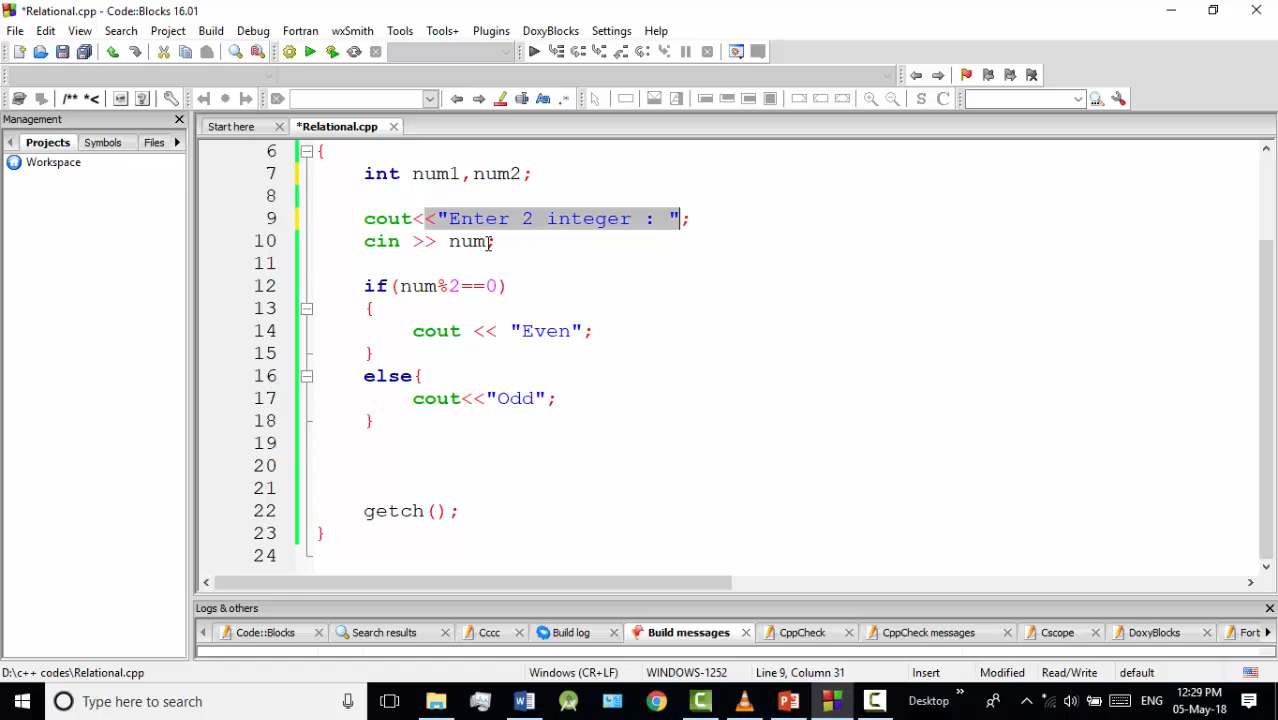 *Relational.cpp - Code::Blocks 16.01
File Edit View Search Project Build Debug Fortran wxSmith Tools Tools+ Plugins DoxyBlocks Settings Help
/** *<
S C
Management
Start here *Relational.cpp
Projects Symbols Files
Workspace
6 {
7 int num1,num2;
8
9 cout<<"Enter 2 integer : ";
10 cin >> num;
11
12 if(num%2==0)
13 {
14 cout << "Even";
15 }
16 else{
17 cout<<"Odd";
18 }
19
20
21
22 getch();
23 }
24
Logs & others
Code::Blocks Search results Cccc Build log Build messages CppCheck CppCheck messages Cscope DoxyBlocks Fort
D:\c++ codes\Relational.cpp Windows (CR+LF) WINDOWS-1252 Line 9, Column 31 Insert Modified Read/Write default
Type here to search Desktop ENG 12:29 PM
05-May-18